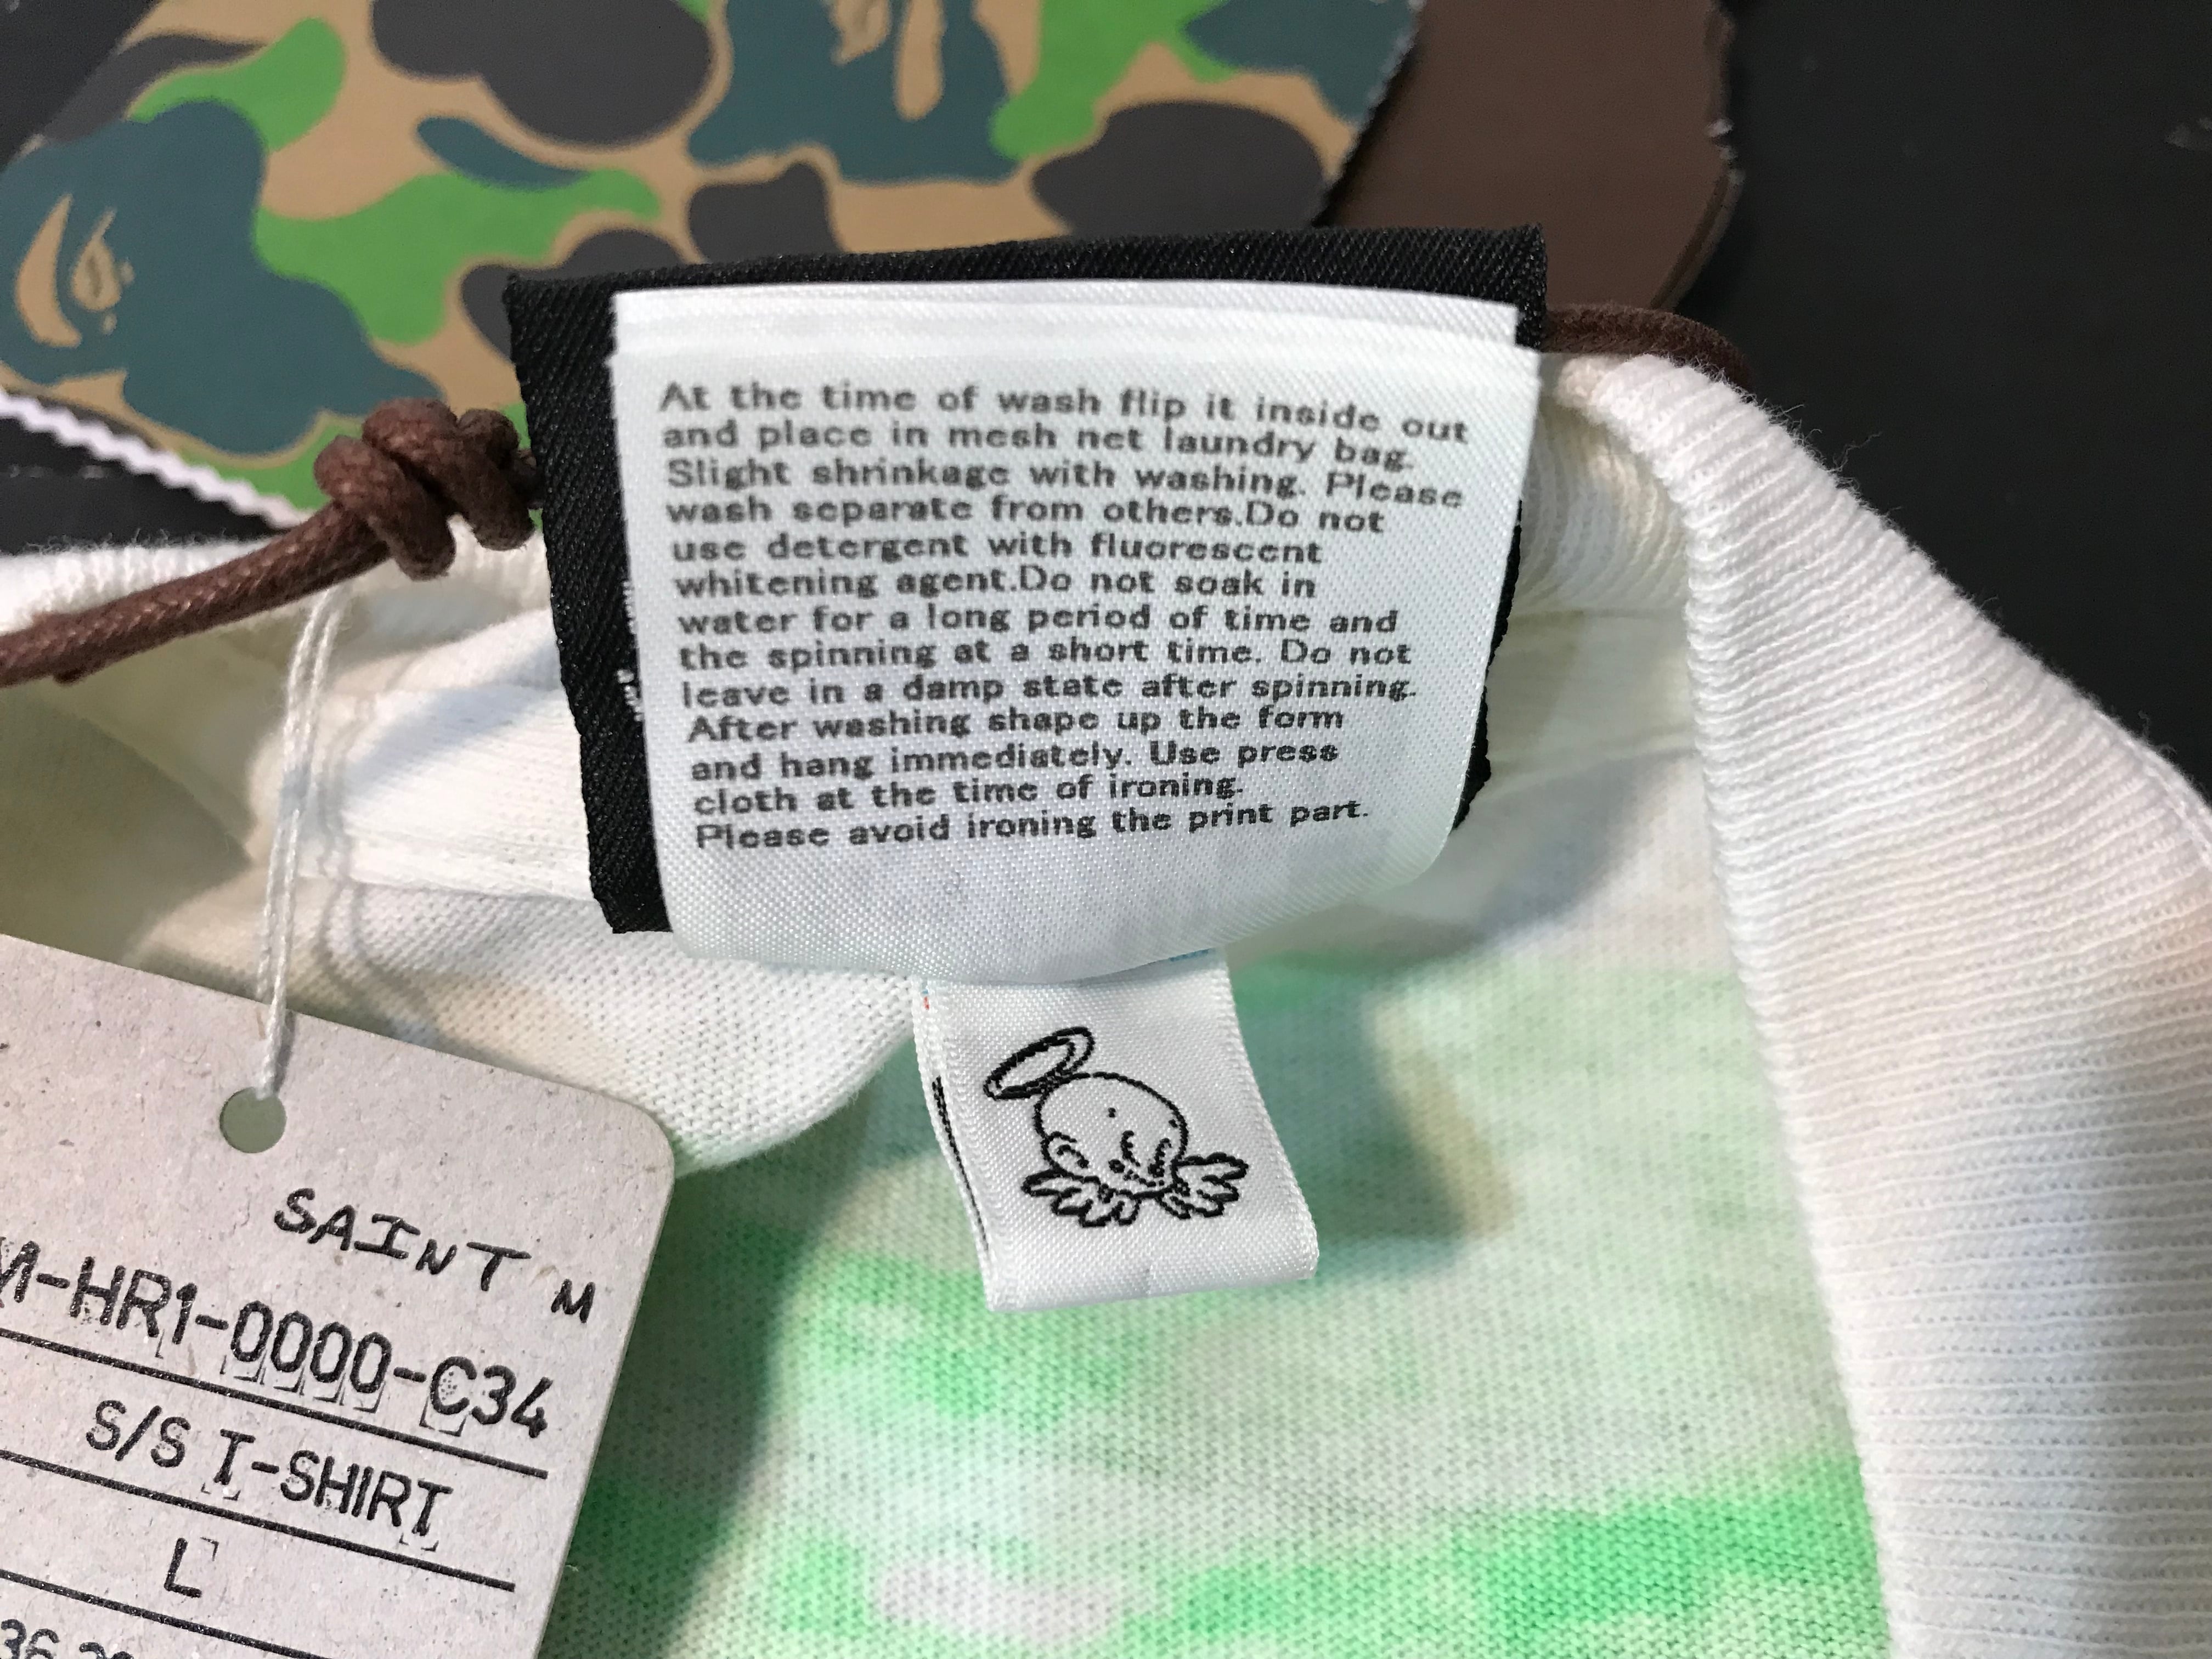 At the time of wash flip it inside out
and place in mesh net laundry bag.
Slight shrinkage with washing. Please
wash separate from others.Do not
use detergent with fluorescent
whitening agent.Do not soak in
water for a long period of time and
the spinning at a short time. Do not
leave in a damp state after spinning.
After washing shape up the form
and hang immediately. Use press
cloth at the time of ironing.
Please avoid ironing the print part.
SAINT M
M-HR1-0000-C34
S/S T-SHIRT
L